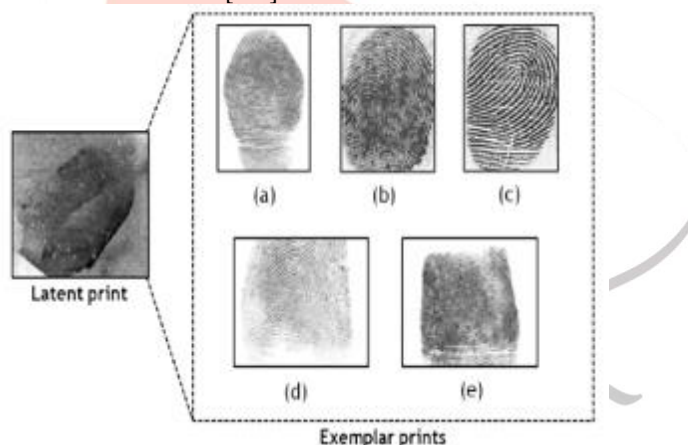 (a) (b) (c)
Latent print
(d) (e)
Exemplar prints